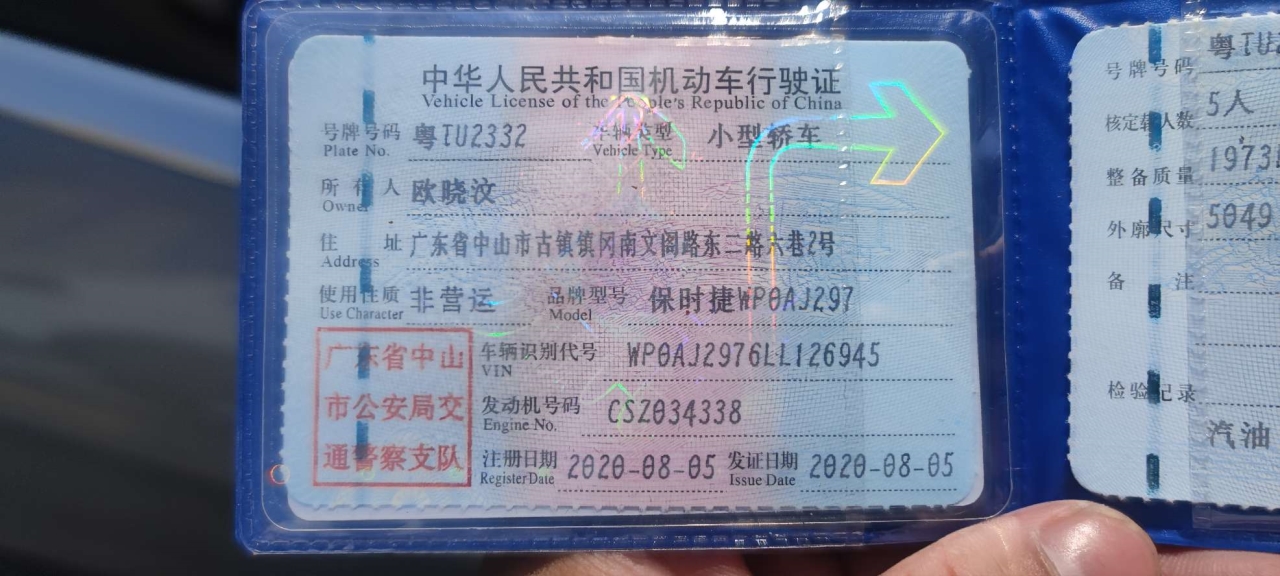 中华人民共和国机动车行驶证
Vehicle License of the People's Republic of China
号牌号码 粤TU2332 车辆类型 小型轿车
Plate No. Vehicle Type
所有人 欧晓汶
Owner
住址 广东省中山市古镇镇冈南文阁路东二路六巷2号
Address
使用性质 非营运 品牌型号 保时捷WP0AJ297
Use Character Model
广东省中山
市公安局交
通警察支队
车辆识别代号 WP0AJ2976LL126945
VIN
发动机号码 CSZ034338
Engine No.
注册日期 2020-08-05 发证日期 2020-08-05
Register Date Issue Date
号牌号码 粤TU
核定载人数 5人
整备质量 1973
外廓尺寸 5049
备注
检验记录
汽油